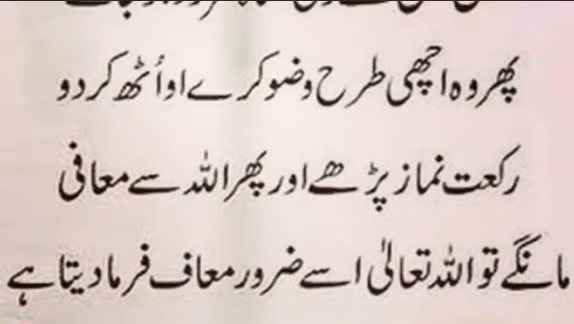 پھر وہ اچھی طرح وضو کرے او اُٹھ کر دو
رکعت نماز پڑھے اور پھر اللہ سے معافی
مانگے تو اللہ تعالیٰ اسے ضرور معاف فرما دیتا ہے